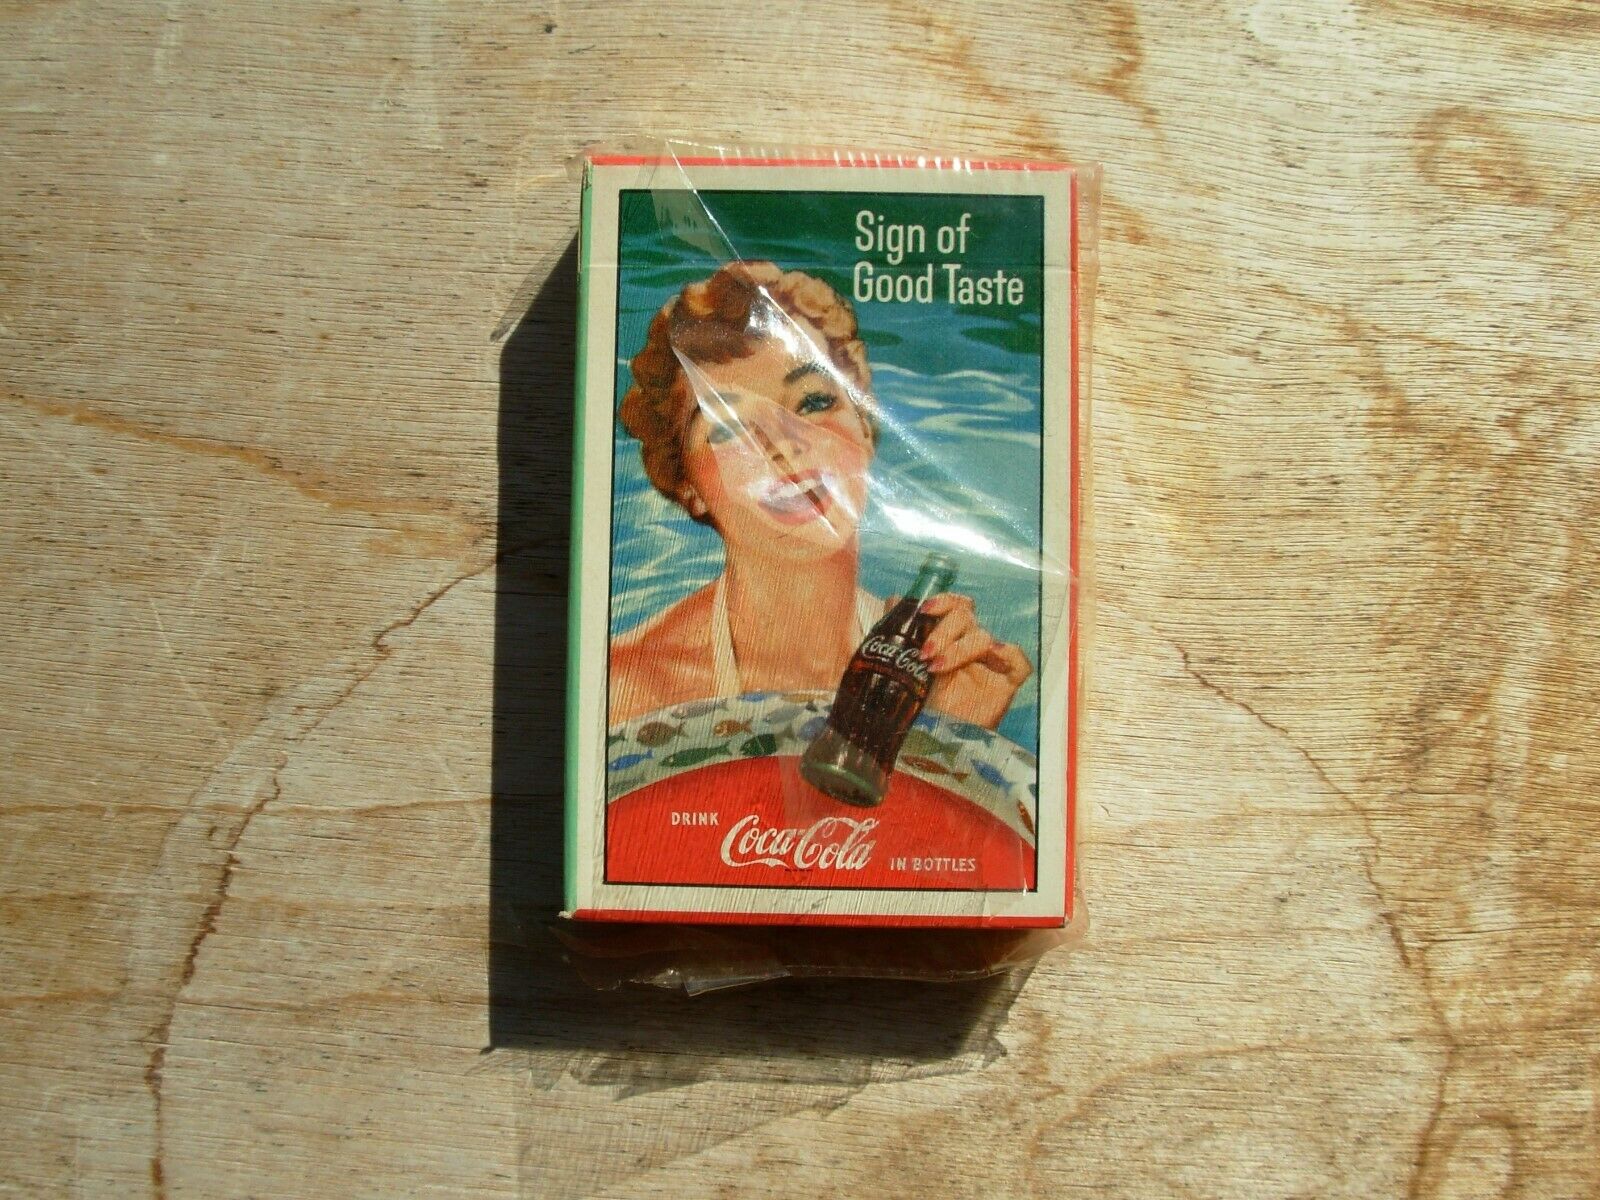 Sign of
Good Taste
Coca-Cola
DRINK Coca-Cola IN BOTTLES